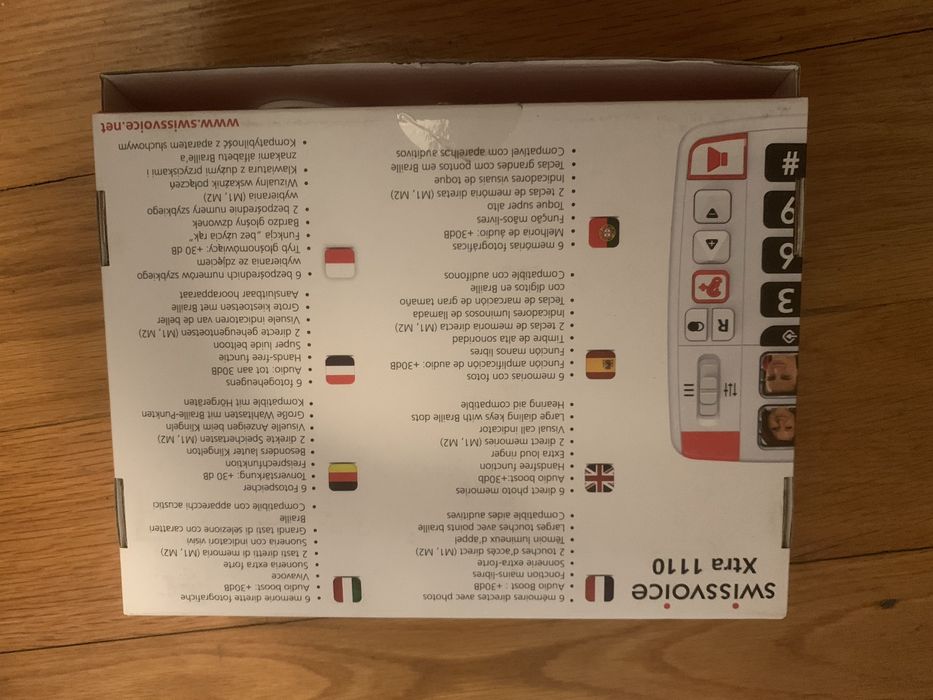 swissvoice
Xtra 1110
R
3
6
9
#
• 6 mémoires directes avec photos
• Audio Boost : +30dB
• Fonction mains-libres
• Sonnerie extra-forte
• 2 touches d'accès direct (M1, M2)
• Témoin lumineux d'appel
• Larges touches avec points braille
• Compatible aides auditives
• 6 direct photo memories
• Audio boost:+30db
• Handsfree function
• Extra loud ringer
• 2 direct memories (M1, M2)
• Visual call indicator
• Large dialing keys with Braille dots
• Hearing aid compatible
• 6 memorias con fotos
• Función amplificación de audio: +30dB
• Función manos libres
• Timbre de alta sonoridad
• 2 teclas de memoria directa (M1, M2)
• Indicadores luminosos de llamada
• Teclas de marcación de gran tamaño
con dígitos en Braille
• Compatible con audífonos
• 6 memórias fotográficas
• Melhoria de áudio: +30dB
• Função mãos-livres:
• Toque super alto
• 2 teclas de memória diretas (M1, M2)
• Indicadores visuais de toque
• Teclas grandes com pontos em Braille
• Compatível com aparelhos auditivos
• 6 memorie dirette fotografiche
• Audio boost: +30dB
• Vivavoce
• Suoneria extra forte
• 2 tasti diretti di memoria (M1, M2)
• Suoneria con indicatori visivi
• Grandi tasti di selezione con caratteri
Braille
• Compatibile con apparecchi acustici
• 6 Fotospeicher
• Tonverstärkung: +30 dB
• Freisprechfunktion
• Besonders lauter Klingelton
• 2 direkte Speichertasten (M1, M2)
• Visuelle Anzeigen beim Klingeln
• Große Wähltasten mit Braille-Punkten
• Kompatible mit Hörgeräten
• 6 fotogeheugens
• Audio: tot aan 30dB
• Hands-free functie
• Super luide beltoon
• 2 directe geheugentoetsen (M1, M2)
• Visuele indicatoren van de beller
• Grote kiestoetsen met Braille
• Aansluitbaar hoorapparaat
• 6 bezpośrednich numerów szybkiego
wybierania ze zdjęciem
• Tryb głośnomówiący: +30 dB
• Funkcja „bez użycia rąk"
• Bardzo głośny dzwonek
• 2 bezpośrednie numery szybkiego
wybierania (M1, M2)
• Wizualny wskaźnik połączeń
• Klawiatura z dużymi przyciskami i
znakami alfabetu Braille'a
• Kompatybilność z aparatem słuchowym
www.swissvoice.net